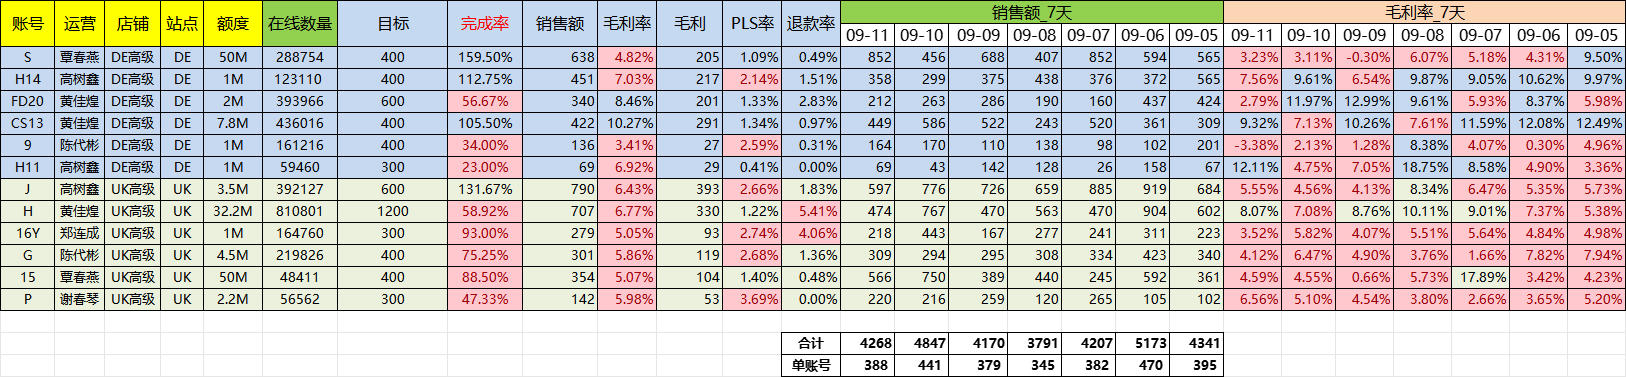 账号 运营 店铺 站点 额度 在线数量 目标 完成率 销售额 毛利率 毛利 PLS率 退款率 销售额_7天 毛利率_7天
09-11 09-10 09-09 09-08 09-07 09-06 09-05 09-11 09-10 09-09 09-08 09-07 09-06 09-05
S 覃春燕 DE高级 DE 50M 288754 400 159.50% 638 4.82% 205 1.09% 0.49% 852 456 688 407 852 594 565 3.23% 3.11% -0.30% 6.07% 5.18% 4.31% 9.50%
H14 高树鑫 DE高级 DE 1M 123110 400 112.75% 451 7.03% 217 2.14% 1.51% 358 299 375 438 376 372 565 7.56% 9.61% 6.54% 9.87% 9.05% 10.62% 9.97%
FD20 黄佳煌 DE高级 DE 2M 393966 600 56.67% 340 8.46% 201 1.33% 2.83% 212 263 286 190 160 437 424 2.79% 11.97% 12.99% 9.61% 5.93% 8.37% 5.98%
CS13 黄佳煌 DE高级 DE 7.8M 436016 400 105.50% 422 10.27% 291 1.34% 0.97% 449 586 522 243 520 361 309 9.32% 7.13% 10.26% 7.61% 11.59% 12.08% 12.49%
9 陈代彬 DE高级 DE 1M 161216 400 34.00% 136 3.41% 27 2.59% 0.31% 164 170 110 138 98 102 201 -3.38% 2.13% 1.28% 8.38% 4.07% 0.30% 4.96%
H11 高树鑫 DE高级 DE 1M 59460 300 23.00% 69 6.92% 33 0.41% 0.00% 69 43 142 128 26 158 67 12.11% 4.75% 7.05% 18.75% 8.58% 4.90% 3.36%
J 高树鑫 UK高级 UK 3.5M 392127 600 131.67% 790 6.43% 393 2.66% 1.83% 597 776 726 659 885 919 684 5.55% 4.56% 4.13% 8.34% 6.47% 5.35% 5.73%
H 黄佳煌 UK高级 UK 32.2M 810801 1200 58.92% 707 6.77% 330 1.22% 5.41% 474 767 470 563 470 904 602 8.07% 7.08% 8.76% 10.11% 9.01% 7.37% 5.38%
16Y 郑连成 UK高级 UK 1M 164760 300 93.00% 279 5.05% 93 2.74% 4.06% 218 443 167 277 241 311 223 3.52% 5.82% 4.07% 5.51% 5.64% 4.84% 4.98%
G 陈代彬 UK高级 UK 4.5M 219826 400 75.25% 301 5.86% 119 2.68% 1.36% 309 294 295 308 334 423 340 4.12% 6.47% 4.90% 3.76% 1.66% 7.82% 7.94%
15 覃春燕 UK高级 UK 50M 48411 400 88.50% 354 5.07% 104 1.40% 0.48% 566 750 389 440 245 592 361 4.59% 4.55% 0.66% 5.73% 17.89% 3.42% 4.23%
P 谢春琴 UK高级 UK 2.2M 56562 300 47.33% 142 5.98% 53 3.69% 0.00% 220 216 259 120 265 105 102 6.56% 5.10% 4.54% 3.80% 2.66% 3.65% 5.20%
合计 4268 4847 4170 3791 4207 5173 4341
单账号 388 441 379 345 382 470 395